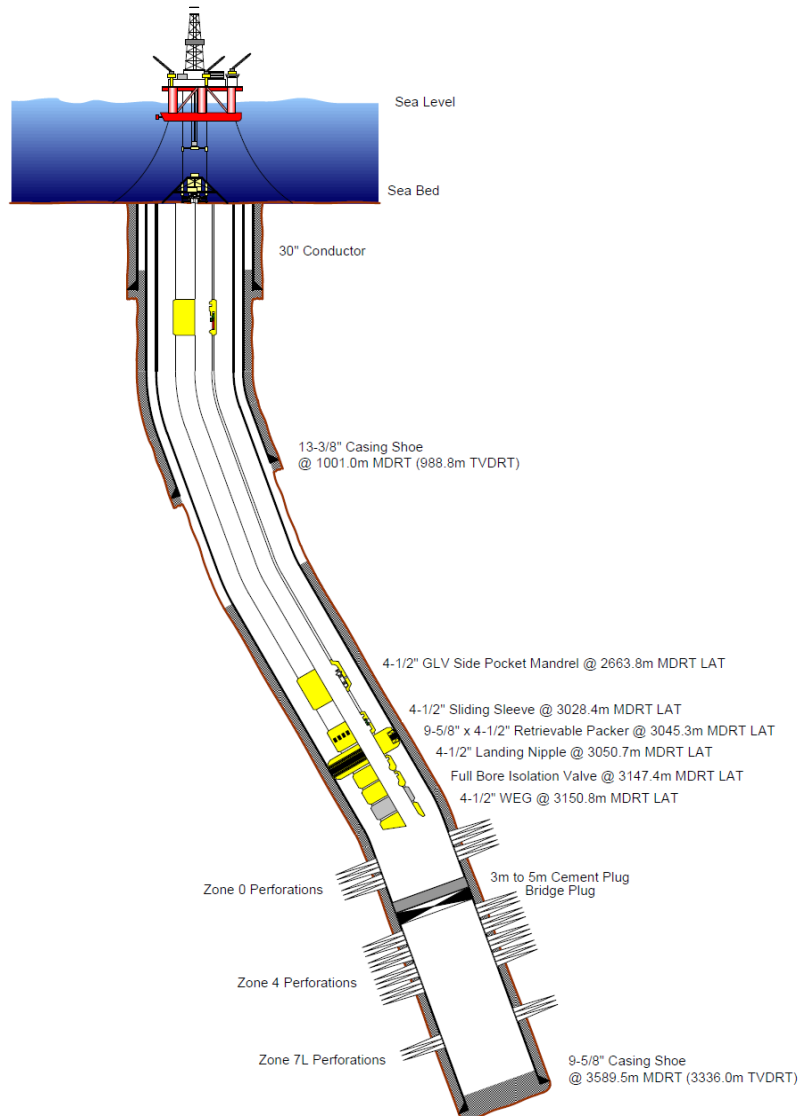 Sea Level
Sea Bed
30" Conductor
13-3/8" Casing Shoe
@ 1001.0m MDRT (988.8m TVDRT)
4-1/2" GLV Side Pocket Mandrel @ 2663.8m MDRT LAT
4-1/2" Sliding Sleeve @ 3028.4m MDRT LAT
9-5/8" x 4-1/2" Retrievable Packer @ 3045.3m MDRT LAT
4-1/2" Landing Nipple @ 3050.7m MDRT LAT
Full Bore Isolation Valve @ 3147.4m MDRT LAT
4-1/2" WEG @ 3150.8m MDRT LAT
Zone 0 Perforations
3m to 5m Cement Plug
Bridge Plug
Zone 4 Perforations
Zone 7L Perforations
9-5/8" Casing Shoe
@ 3589.5m MDRT (3336.0m TVDRT)